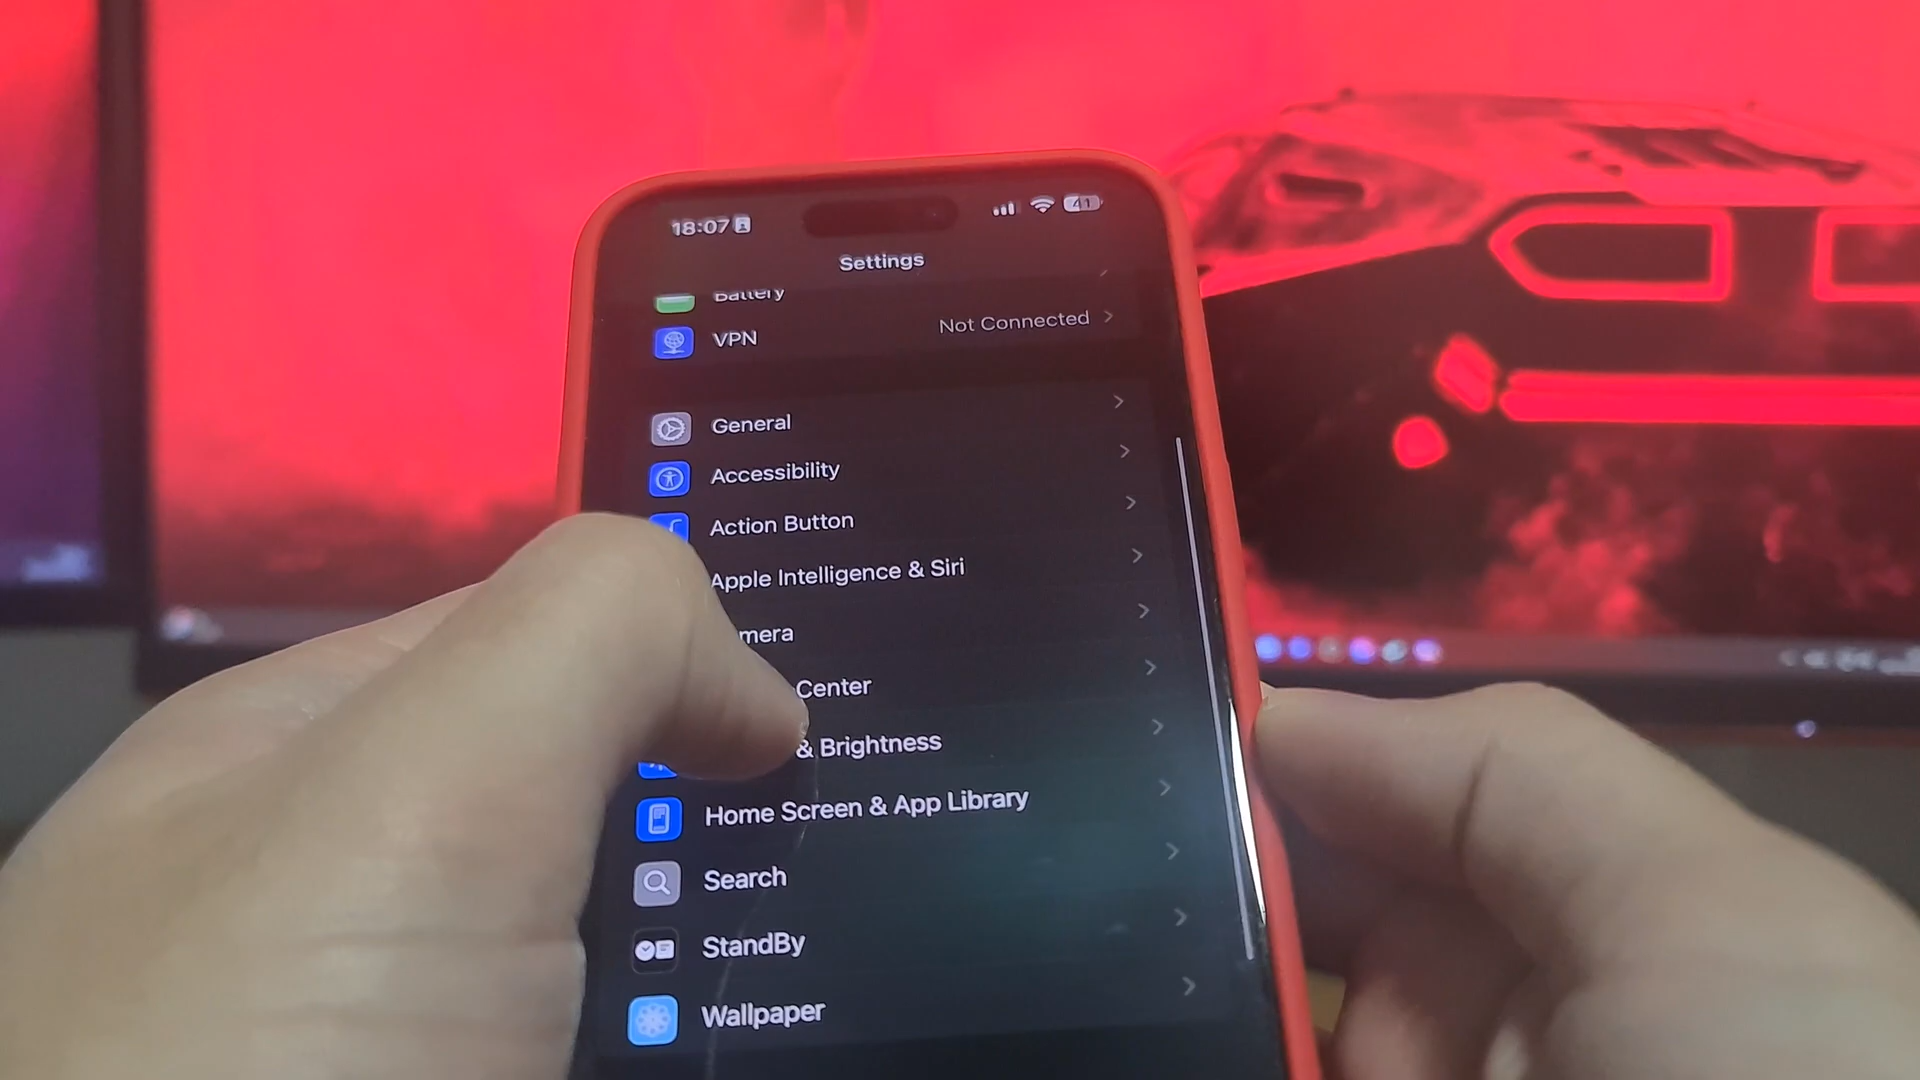 18:07
41
Settings
Battery
VPN
Not Connected
General
Accessibility
Action Button
Apple Intelligence & Siri
mera
Center
& Brightness
Home Screen & App Library
Search
StandBy
Wallpaper